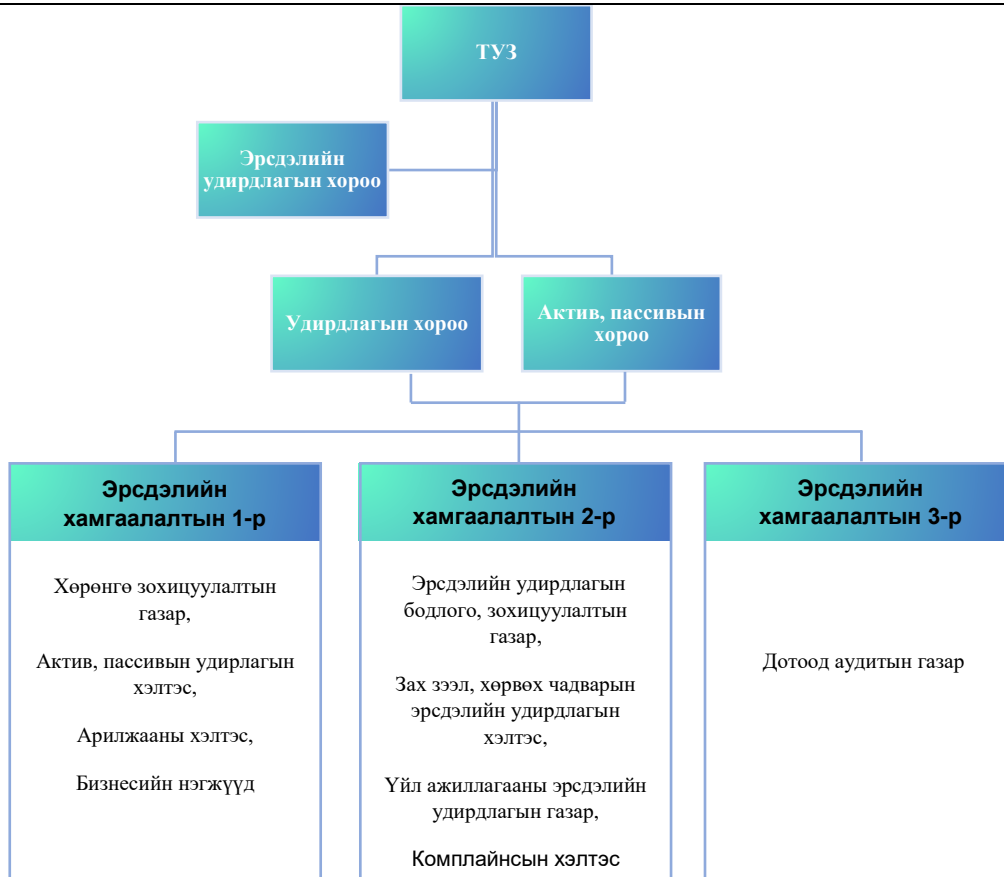 ТУЗ
Эрсдэлийн
удирдлагын хороо
Удирдлагын хороо
Актив, пассивын
хороо
Эрсдэлийн
хамгаалалтын 1-р
Хөрөнгө зохицуулалтын
газар,
Актив, пассивын удирлагын
хэлтэс,
Арилжааны хэлтэс,
Бизнесийн нэгжүүд
Эрсдэлийн
хамгаалалтын 2-р
Эрсдэлийн удирдлагын
бодлого, зохицуулалтын
газар,
Зах зээл, хөрвөх чадварын
эрсдэлийн удирдлагын
хэлтэс,
Үйл ажиллагааны эрсдэлийн
удирдлагын газар,
Комплайнсын хэлтэс
Эрсдэлийн
хамгаалалтын 3-р
Дотоод аудитын газар